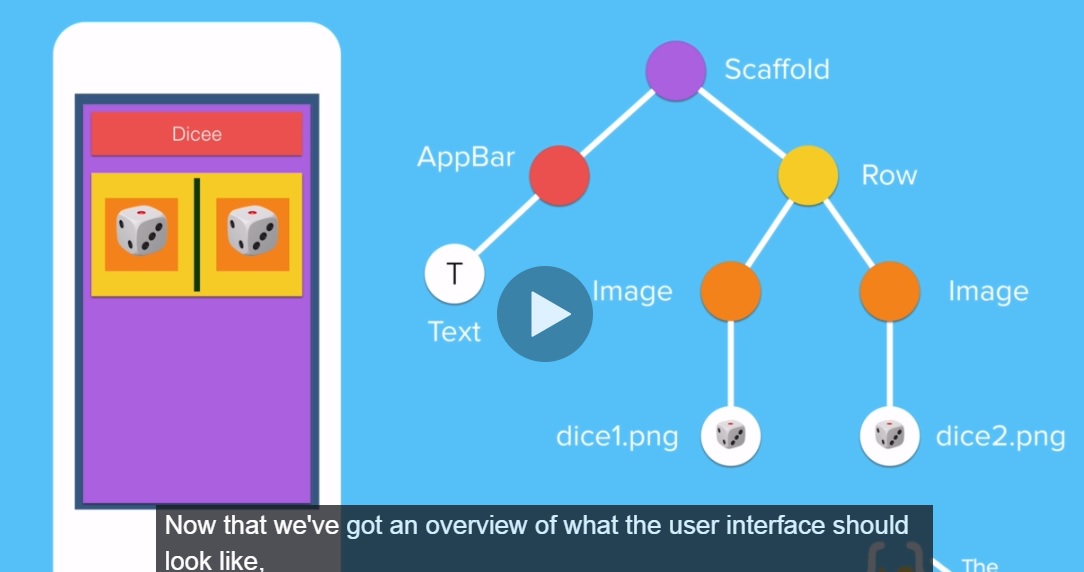 Dicee
Scaffold
AppBar
Row
T
Text
Image
Image
dice1.png
dice2.png
Now that we've got an overview of what the user interface should
look like,
The